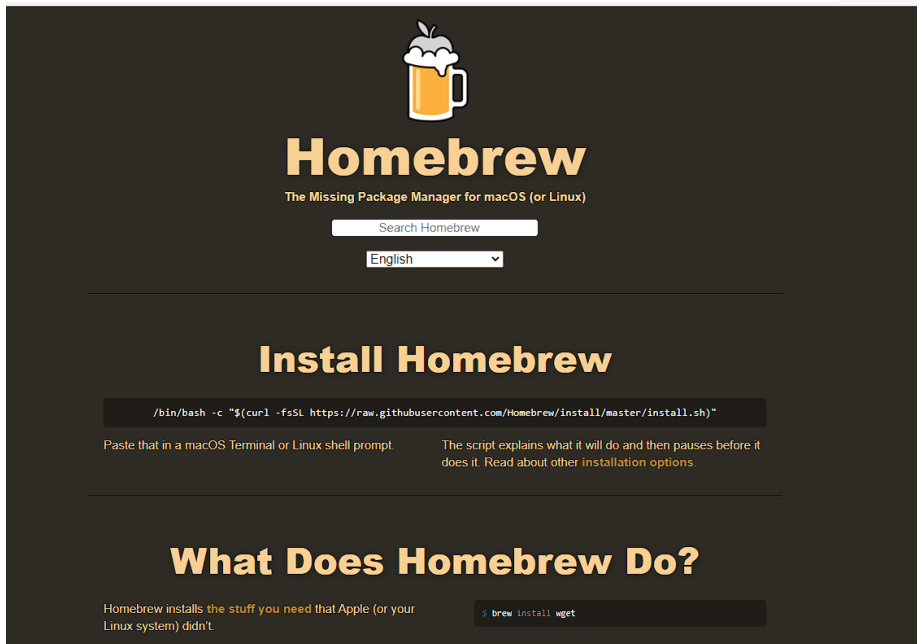 Homebrew
The Missing Package Manager for macOS (or Linux)
Search Homebrew
English
Install Homebrew
/bin/bash -c "$(curl -fsSL https://raw.githubusercontent.com/Homebrew/install/master/install.sh)"
Paste that in a macOS Terminal or Linux shell prompt.
The script explains what it will do and then pauses before it
does it. Read about other installation options.
What Does Homebrew Do?
Homebrew installs the stuff you need that Apple (or your
Linux system) didn't.
$ brew install wget